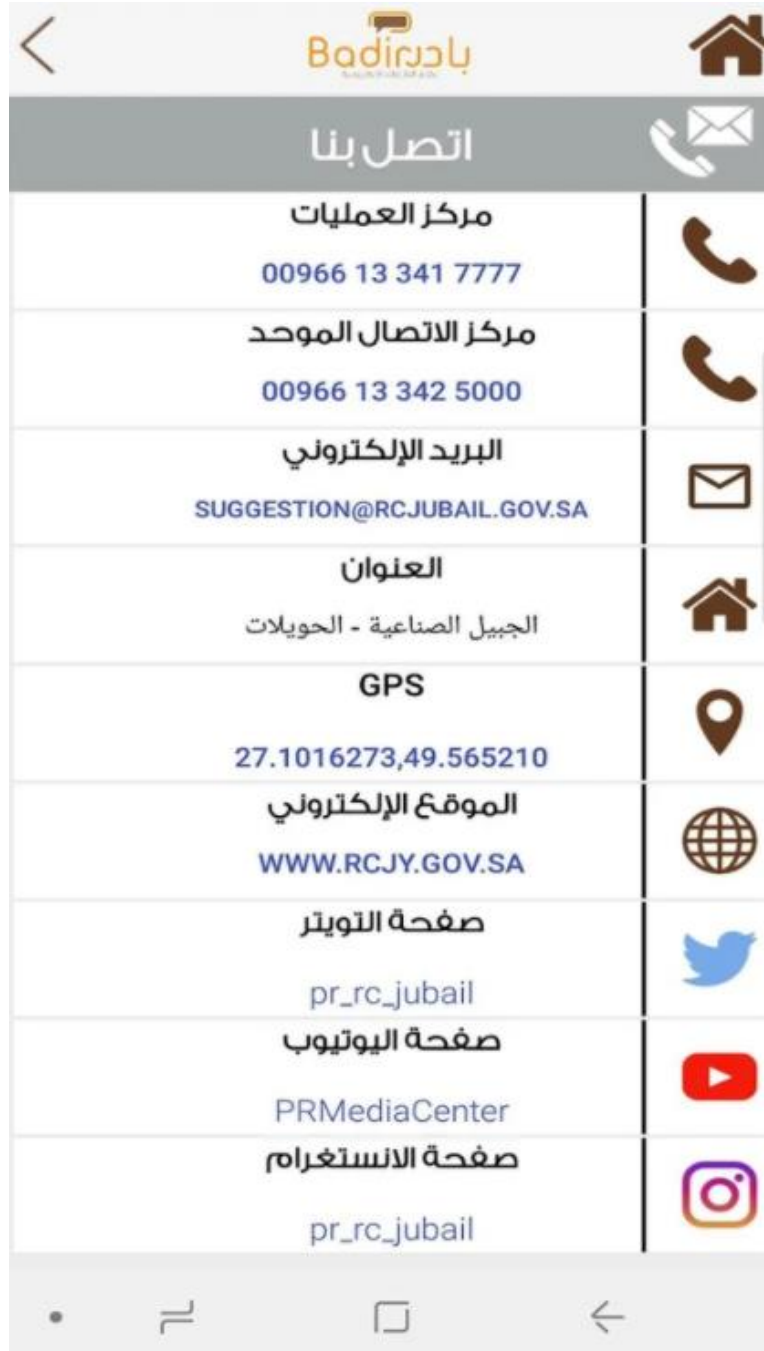 Badir بادر
اتصل بنا
مركز العمليات
00966 13 341 7777
مركز الاتصال الموحد
00966 13 342 5000
البريد الإلكتروني
SUGGESTION@RCJUBAIL.GOV.SA
العنوان
الجبيل الصناعية - الحويلات
GPS
27.1016273,49.565210
الموقع الإلكتروني
WWW.RCJY.GOV.SA
صفحة التويتر
pr_rc_jubail
صفحة اليوتيوب
PRMediaCenter
صفحة الانستغرام
pr_rc_jubail